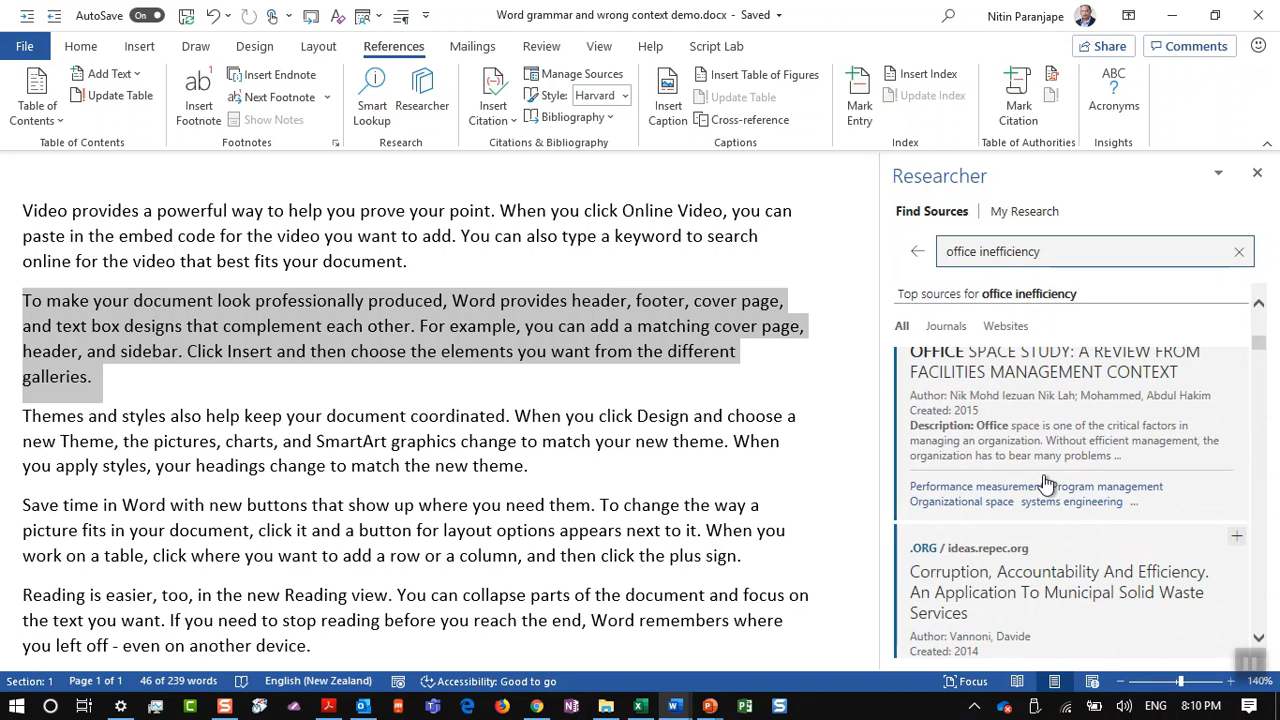 AutoSave On
Word grammar and wrong context demo.docx - Saved
Nitin Paranjape
File Home Insert Draw Design Layout References Mailings Review View Help Script Lab
Share Comments
Table of Contents
Add Text
Update Table
Table of Contents
ab1
Insert Footnote
Insert Endnote
Next Footnote
Show Notes
Footnotes
Smart Lookup
Researcher
Research
Insert Citation
Manage Sources
Style: Harvard
Bibliography
Citations & Bibliography
Insert Caption
Insert Table of Figures
Update Table
Cross-reference
Captions
Mark Entry
Insert Index
Update Index
Index
Mark Citation
Table of Authorities
ABC
Acronyms
Insights
Video provides a powerful way to help you prove your point. When you click Online Video, you can
paste in the embed code for the video you want to add. You can also type a keyword to search
online for the video that best fits your document.
To make your document look professionally produced, Word provides header, footer, cover page,
and text box designs that complement each other. For example, you can add a matching cover page,
header, and sidebar. Click Insert and then choose the elements you want from the different
galleries.
Themes and styles also help keep your document coordinated. When you click Design and choose a
new Theme, the pictures, charts, and SmartArt graphics change to match your new theme. When
you apply styles, your headings change to match the new theme.
Save time in Word with new buttons that show up where you need them. To change the way a
picture fits in your document, click it and a button for layout options appears next to it. When you
work on a table, click where you want to add a row or a column, and then click the plus sign.
Reading is easier, too, in the new Reading view. You can collapse parts of the document and focus on
the text you want. If you need to stop reading before you reach the end, Word remembers where
you left off - even on another device.
Researcher
Find Sources | My Research
office inefficiency
Top sources for office inefficiency
All Journals Websites
OFFICE SPACE STUDY: A REVIEW FROM
FACILITIES MANAGEMENT CONTEXT
Author: Nik Mohd Iezuan Nik Lah; Mohammed, Abdul Hakim
Created: 2015
Description: Office space is one of the critical factors in
managing an organization. Without efficient management, the
organization has to bear many problems ...
Performance measurement Program management
Organizational space systems engineering ...
.ORG / ideas.repec.org
Corruption, Accountability And Efficiency.
An Application To Municipal Solid Waste
Services
Author: Vannoni, Davide
Created: 2014
Section: 1 Page 1 of 1 46 of 239 words English (New Zealand) Accessibility: Good to go Focus 140%
ENG 8:10 PM